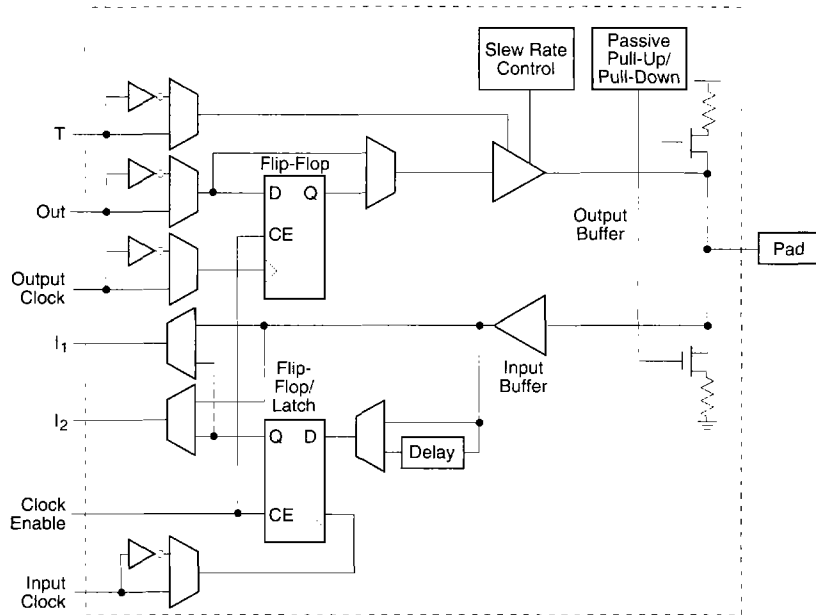 Slew Rate
Control
Passive
Pull-Up/
Pull-Down
T
Flip-Flop
D
Q
Out
CE
Output
Buffer
Pad
Output
Clock
I1
Flip-
Flop/
Latch
Input
Buffer
I2
Q
D
Delay
Clock
Enable
CE
Input
Clock